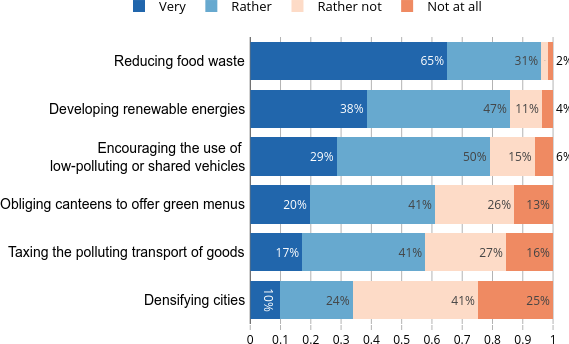 Very Rather Rather not Not at all
Reducing food waste 65% 31% 2%
Developing renewable energies 38% 47% 11% 4%
Encouraging the use of
low-polluting or shared vehicles 29% 50% 15% 6%
Obliging canteens to offer green menus 20% 41% 26% 13%
Taxing the polluting transport of goods 17% 41% 27% 16%
Densifying cities 10% 24% 41% 25%
0 0.1 0.2 0.3 0.4 0.5 0.6 0.7 0.8 0.9 1